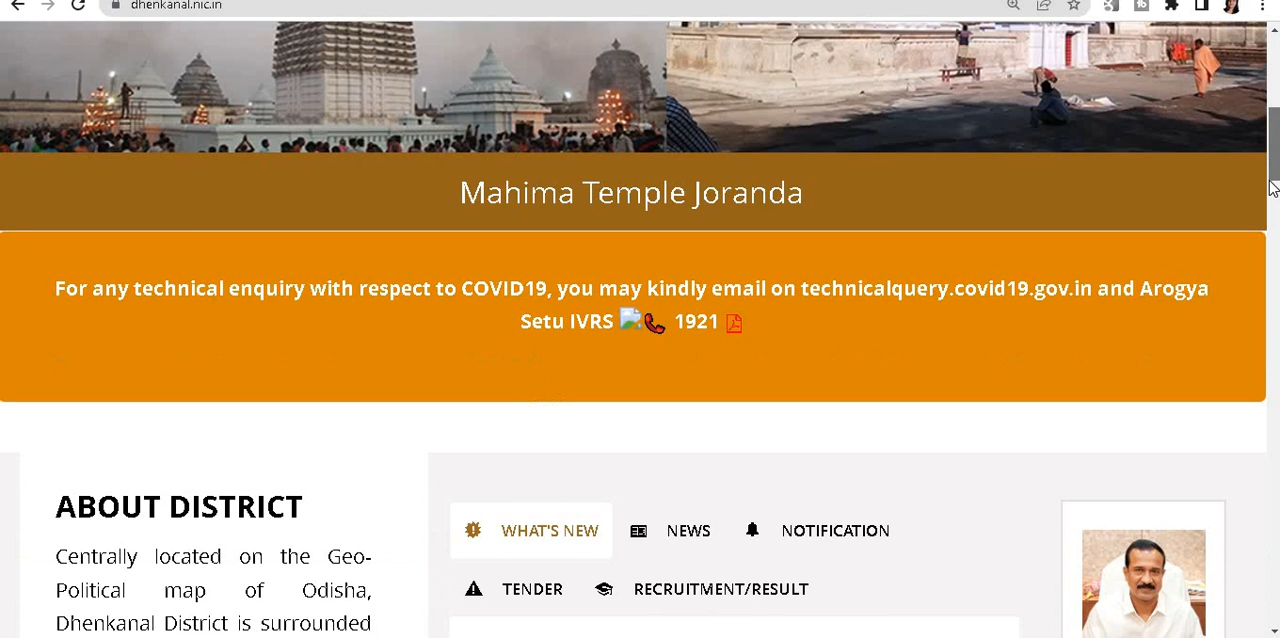 dhenkanal.nic.in
Mahima Temple Joranda
For any technical enquiry with respect to COVID19, you may kindly email on technicalquery.covid19.gov.in and Arogya
Setu IVRS 1921
ABOUT DISTRICT
Centrally located on the Geo-
Political map of Odisha,
Dhenkanal District is surrounded
WHAT'S NEW NEWS NOTIFICATION
TENDER RECRUITMENT/RESULT